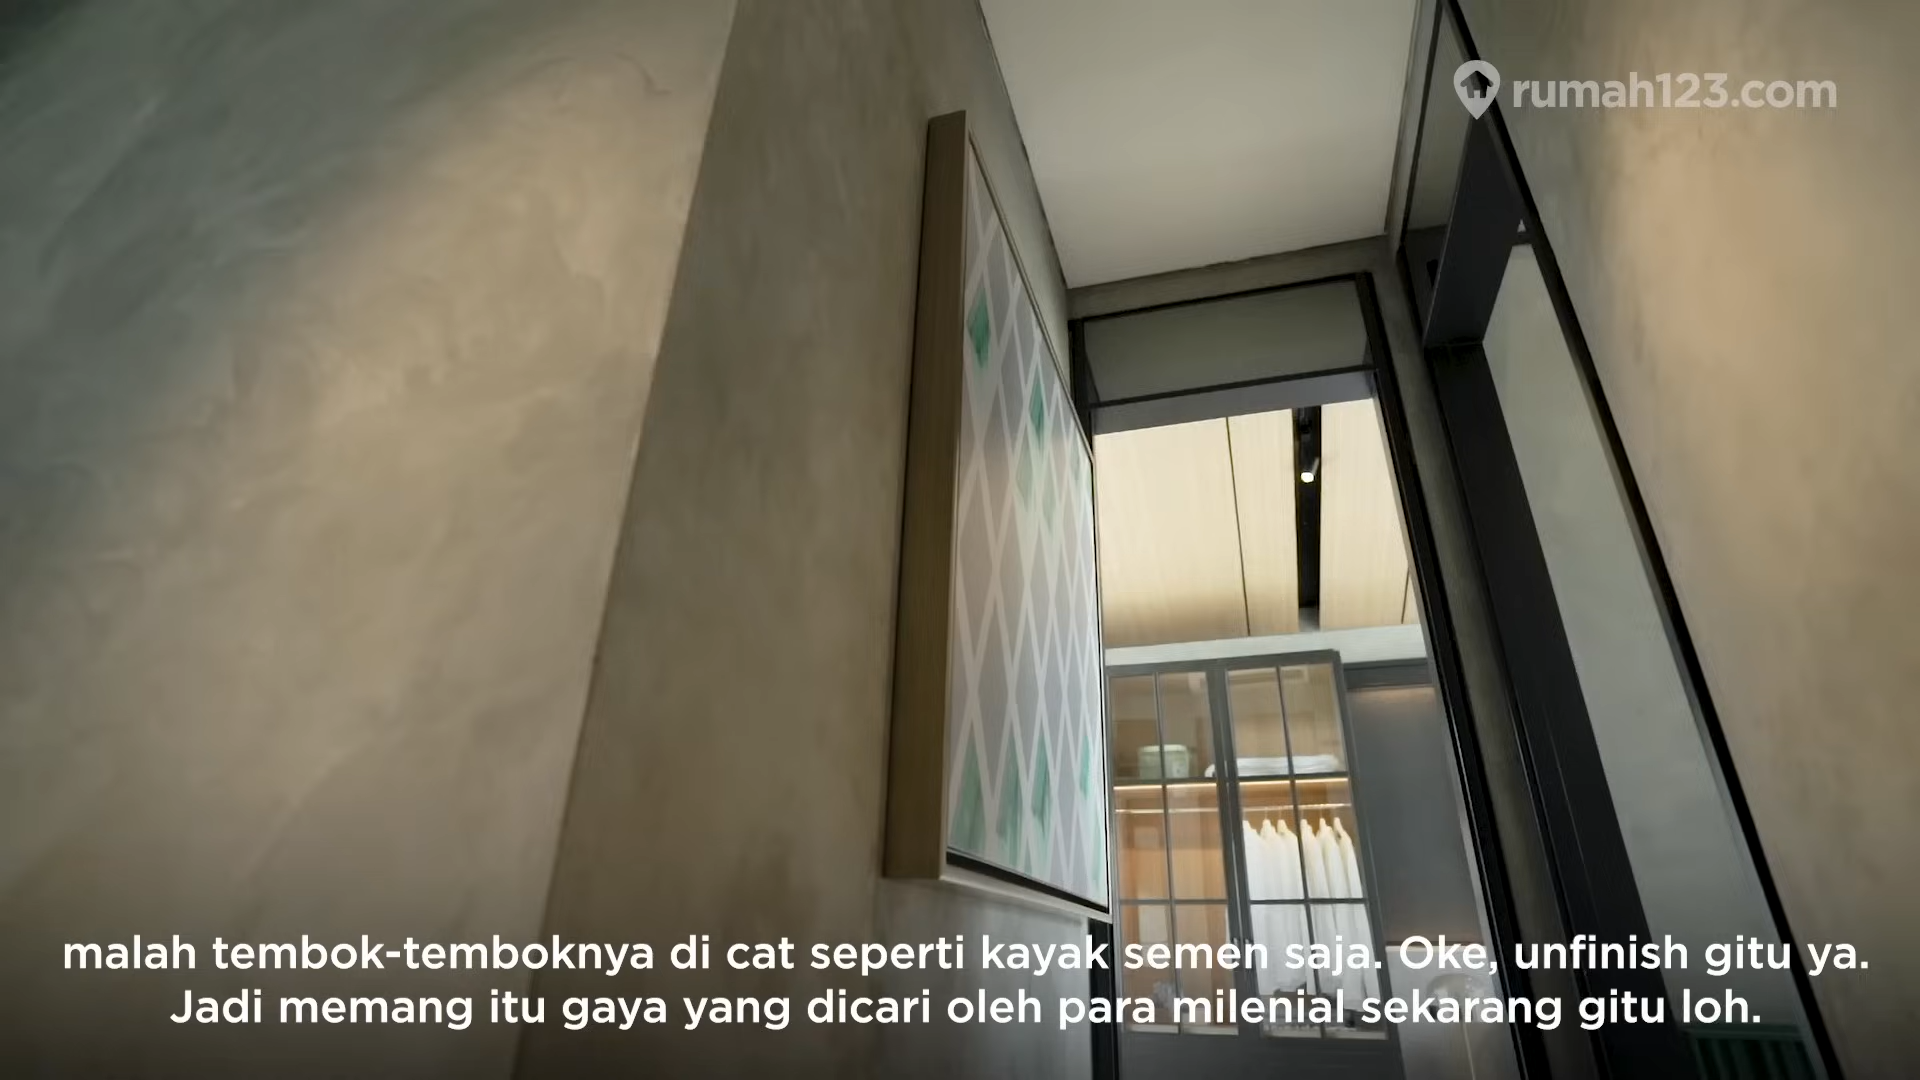 rumah123.com
malah tembok-temboknya di cat seperti kayak semen saja. Oke, unfinish gitu ya.
Jadi memang itu gaya yang dicari oleh para milenial sekarang gitu loh.